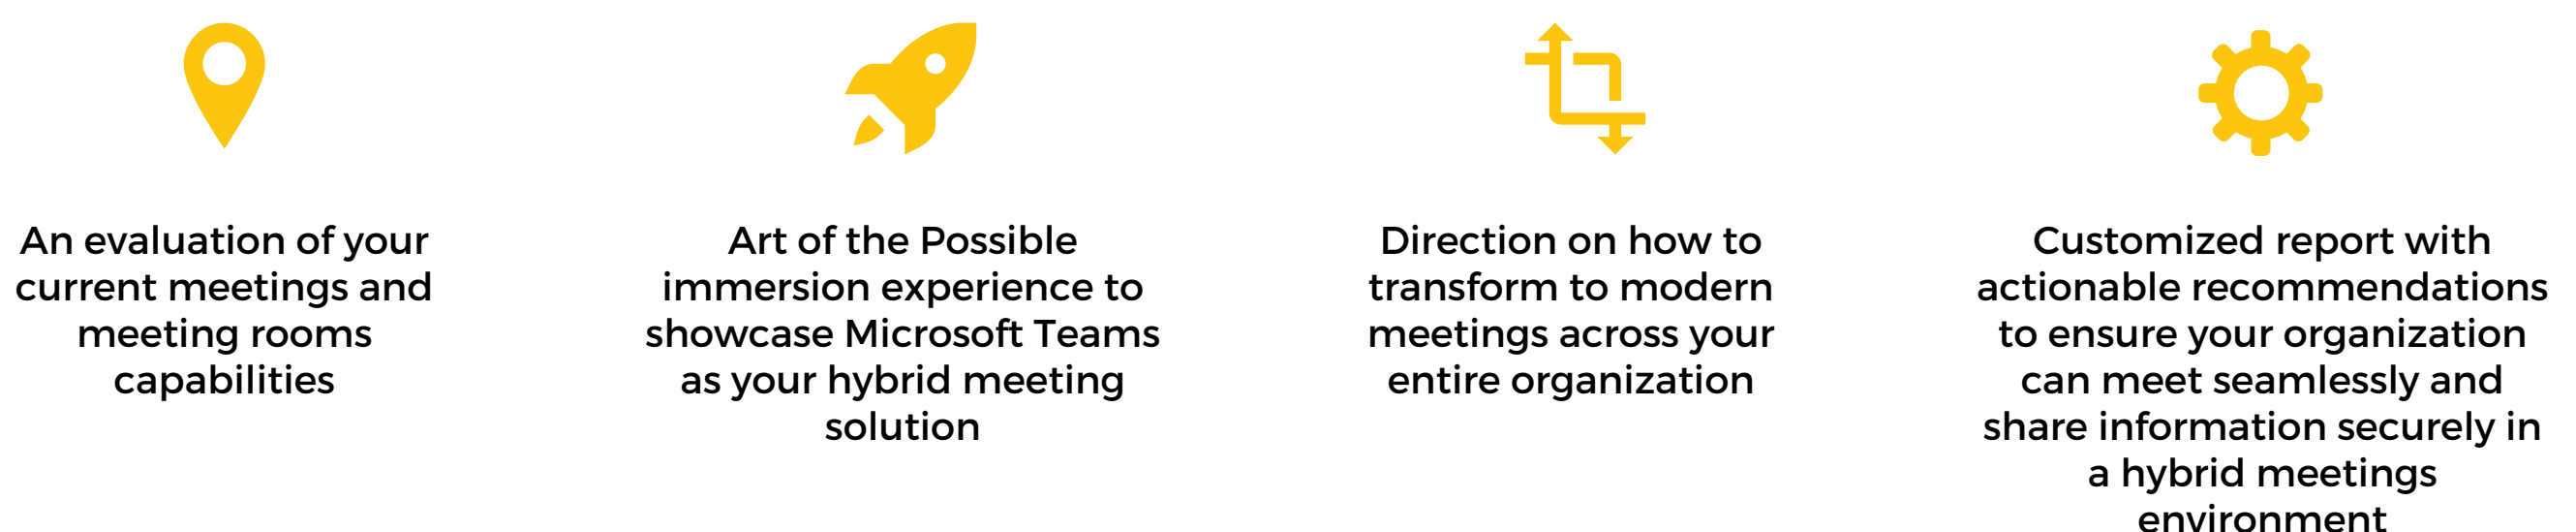 An evaluation of your
current meetings and
meeting rooms
capabilities
Art of the Possible
immersion experience to
showcase Microsoft Teams
as your hybrid meeting
solution
Direction on how to
transform to modern
meetings across your
entire organization
Customized report with
actionable recommendations
to ensure your organization
can meet seamlessly and
share information securely in
a hybrid meetings
environment